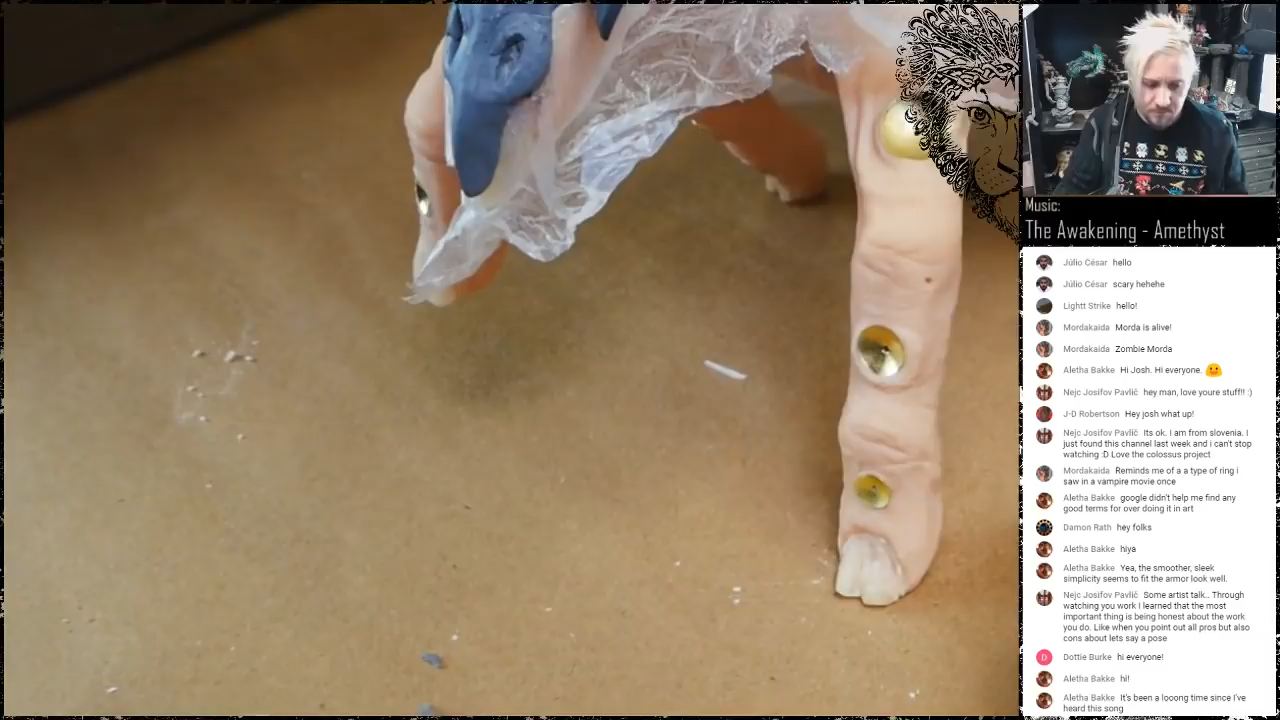 Music:
The Awakening - Amethyst
Júlio César hello
Júlio César scary hehehe
Lightt Strike hello!
Mordakaida Morda is alive!
Mordakaida Zombie Morda
Aletha Bakke Hi Josh. Hi everyone.
Nejc Josifov Pavlič hey man, love youre stuff!! :)
J-D Robertson Hey josh what up!
Nejc Josifov Pavlič Its ok. I am from slovenia. I
just found this channel last week and i can't stop
watching :D Love the colossus project
Mordakaida Reminds me of a a type of ring i
saw in a vampire movie once
Aletha Bakke google didn't help me find any
good terms for over doing it in art
Damon Rath hey folks
Aletha Bakke hiya
Aletha Bakke Yea, the smoother, sleek
simplicity seems to fit the armor look well.
Nejc Josifov Pavlič Some artist talk.. Through
watching you work I learned that the most
important thing is being honest about the work
you do. Like when you point out all pros but also
cons about lets say a pose
D
Dottie Burke hi everyone!
Aletha Bakke hi!
Aletha Bakke It's been a looong time since I've
heard this song